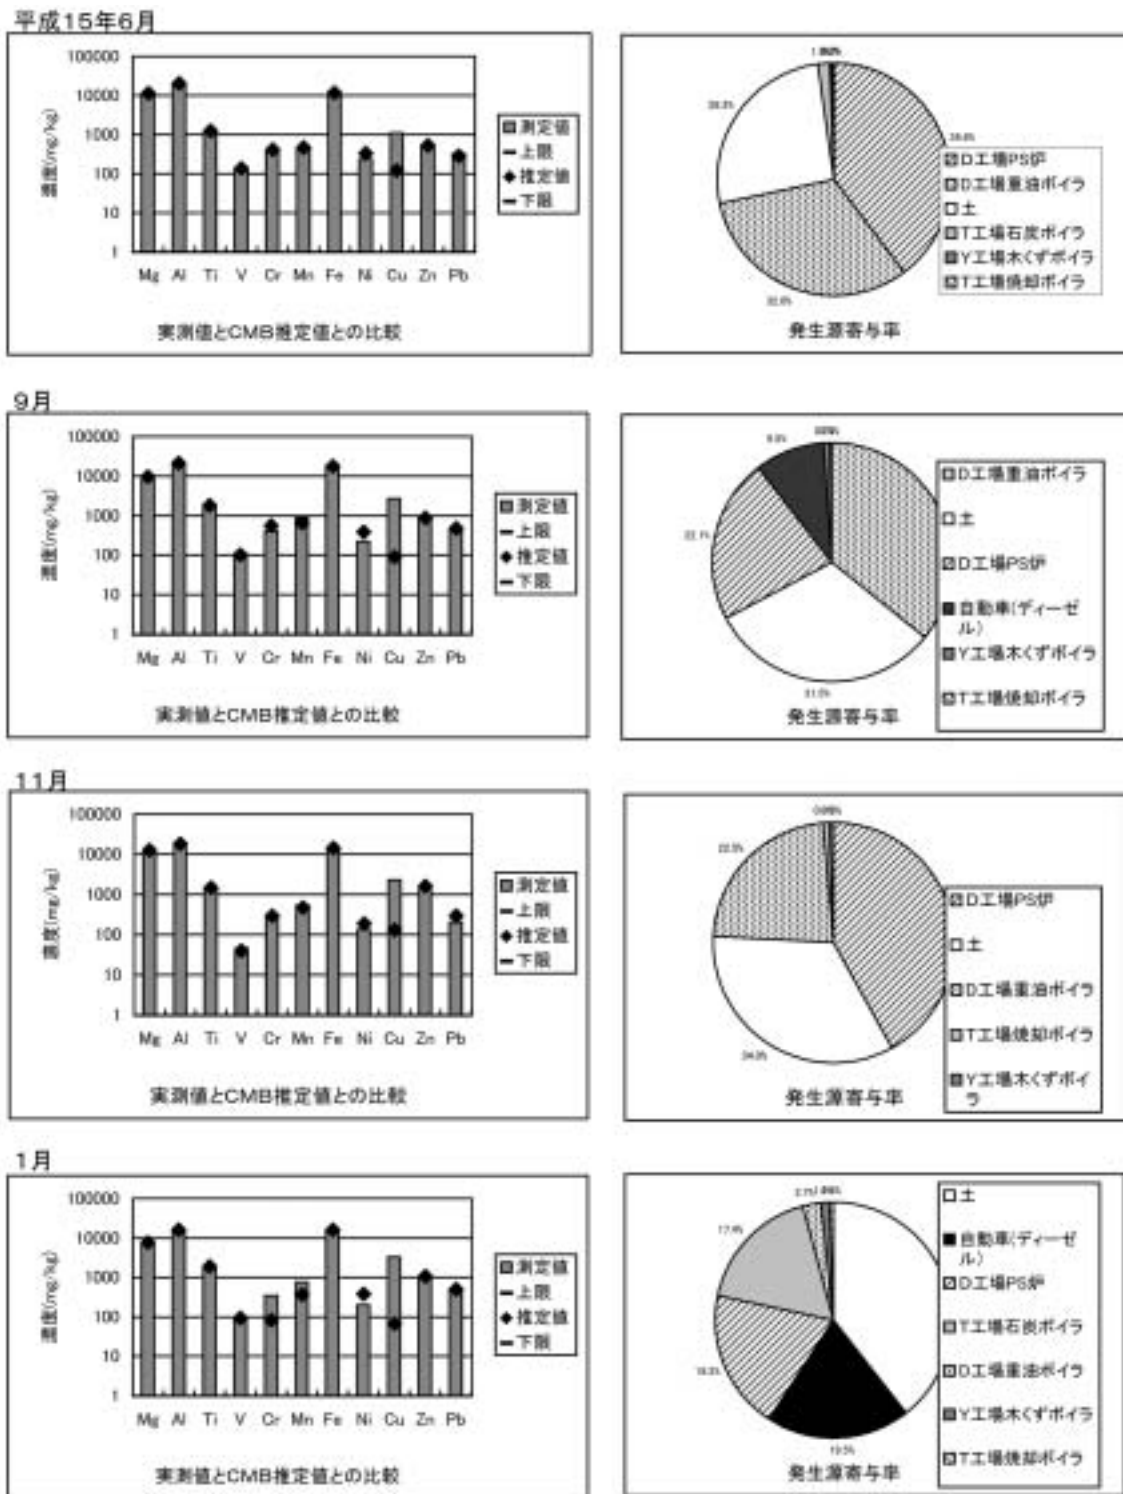 平成15年6月
100000
10000
1000
100
10
1
濃度(mg/kg)
Mg Al Ti V Cr Mn Fe Ni Cu Zn Pb
実測値とCMB推定値との比較
測定値
上限
推定値
下限
32.0%
D工場PS炉
D工場重油ボイラ
土
T工場石炭ボイラ
Y工場木くずボイラ
T工場焼却ボイラ
発生源寄与率
9月
100000
10000
1000
100
10
1
濃度(mg/kg)
Mg Al Ti V Cr Mn Fe Ni Cu Zn Pb
実測値とCMB推定値との比較
測定値
上限
推定値
下限
22.1%
D工場重油ボイラ
土
D工場PS炉
自動車(ディーゼ
ル)
Y工場木くずボイラ
T工場焼却ボイラ
発生源寄与率
11月
100000
10000
1000
100
10
1
濃度(mg/kg)
Mg Al Ti V Cr Mn Fe Ni Cu Zn Pb
実測値とCMB推定値との比較
測定値
上限
推定値
下限
D工場PS炉
土
D工場重油ボイラ
T工場焼却ボイラ
Y工場木くずボイ
ラ
発生源寄与率
1月
100000
10000
1000
100
10
1
濃度(mg/kg)
Mg Al Ti V Cr Mn Fe Ni Cu Zn Pb
実測値とCMB推定値との比較
測定値
上限
推定値
下限
19.5%
土
自動車(ディーゼ
ル)
D工場PS炉
T工場石炭ボイラ
D工場重油ボイラ
Y工場木くずボイラ
T工場焼却ボイラ
発生源寄与率